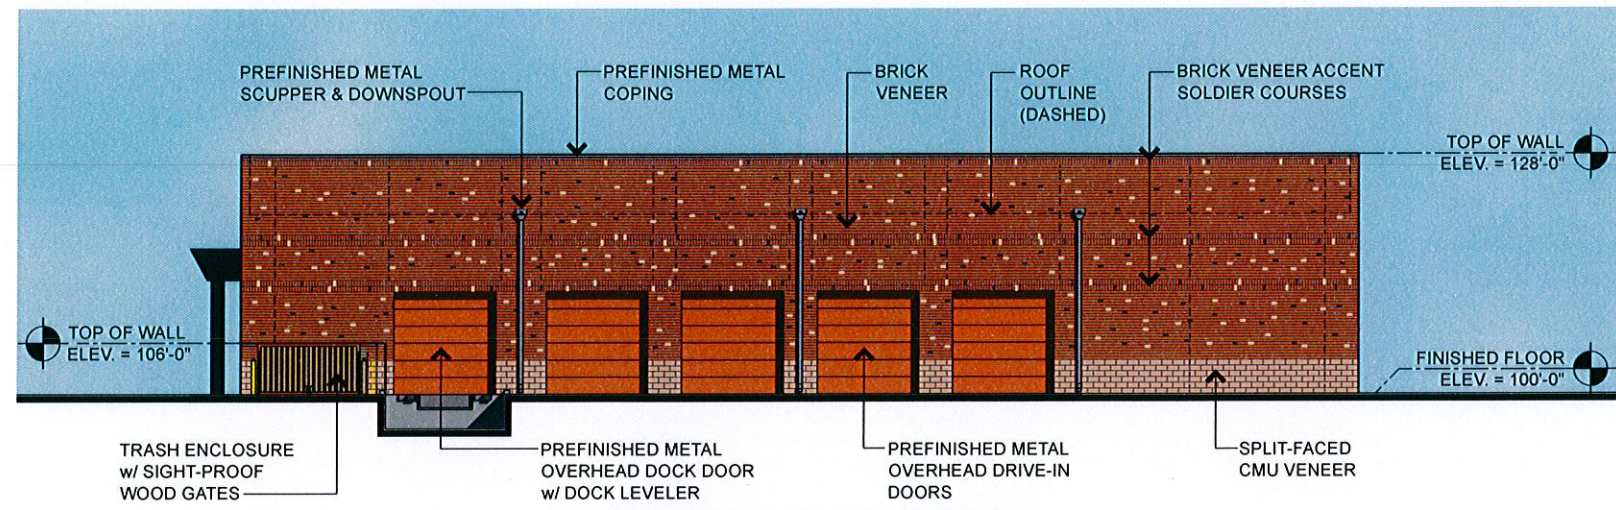 PREFINISHED METAL
SCUPPER & DOWNSPOUT
PREFINISHED METAL
COPING
BRICK
VENEER
ROOF
OUTLINE
(DASHED)
BRICK VENEER ACCENT
SOLDIER COURSES
TOP OF WALL
ELEV. = 128'-0"
TOP OF WALL
ELEV. = 106'-0"
FINISHED FLOOR
ELEV. = 100'-0"
TRASH ENCLOSURE
w/ SIGHT-PROOF
WOOD GATES
PREFINISHED METAL
OVERHEAD DOCK DOOR
w/ DOCK LEVELER
PREFINISHED METAL
OVERHEAD DRIVE-IN
DOORS
SPLIT-FACED
CMU VENEER